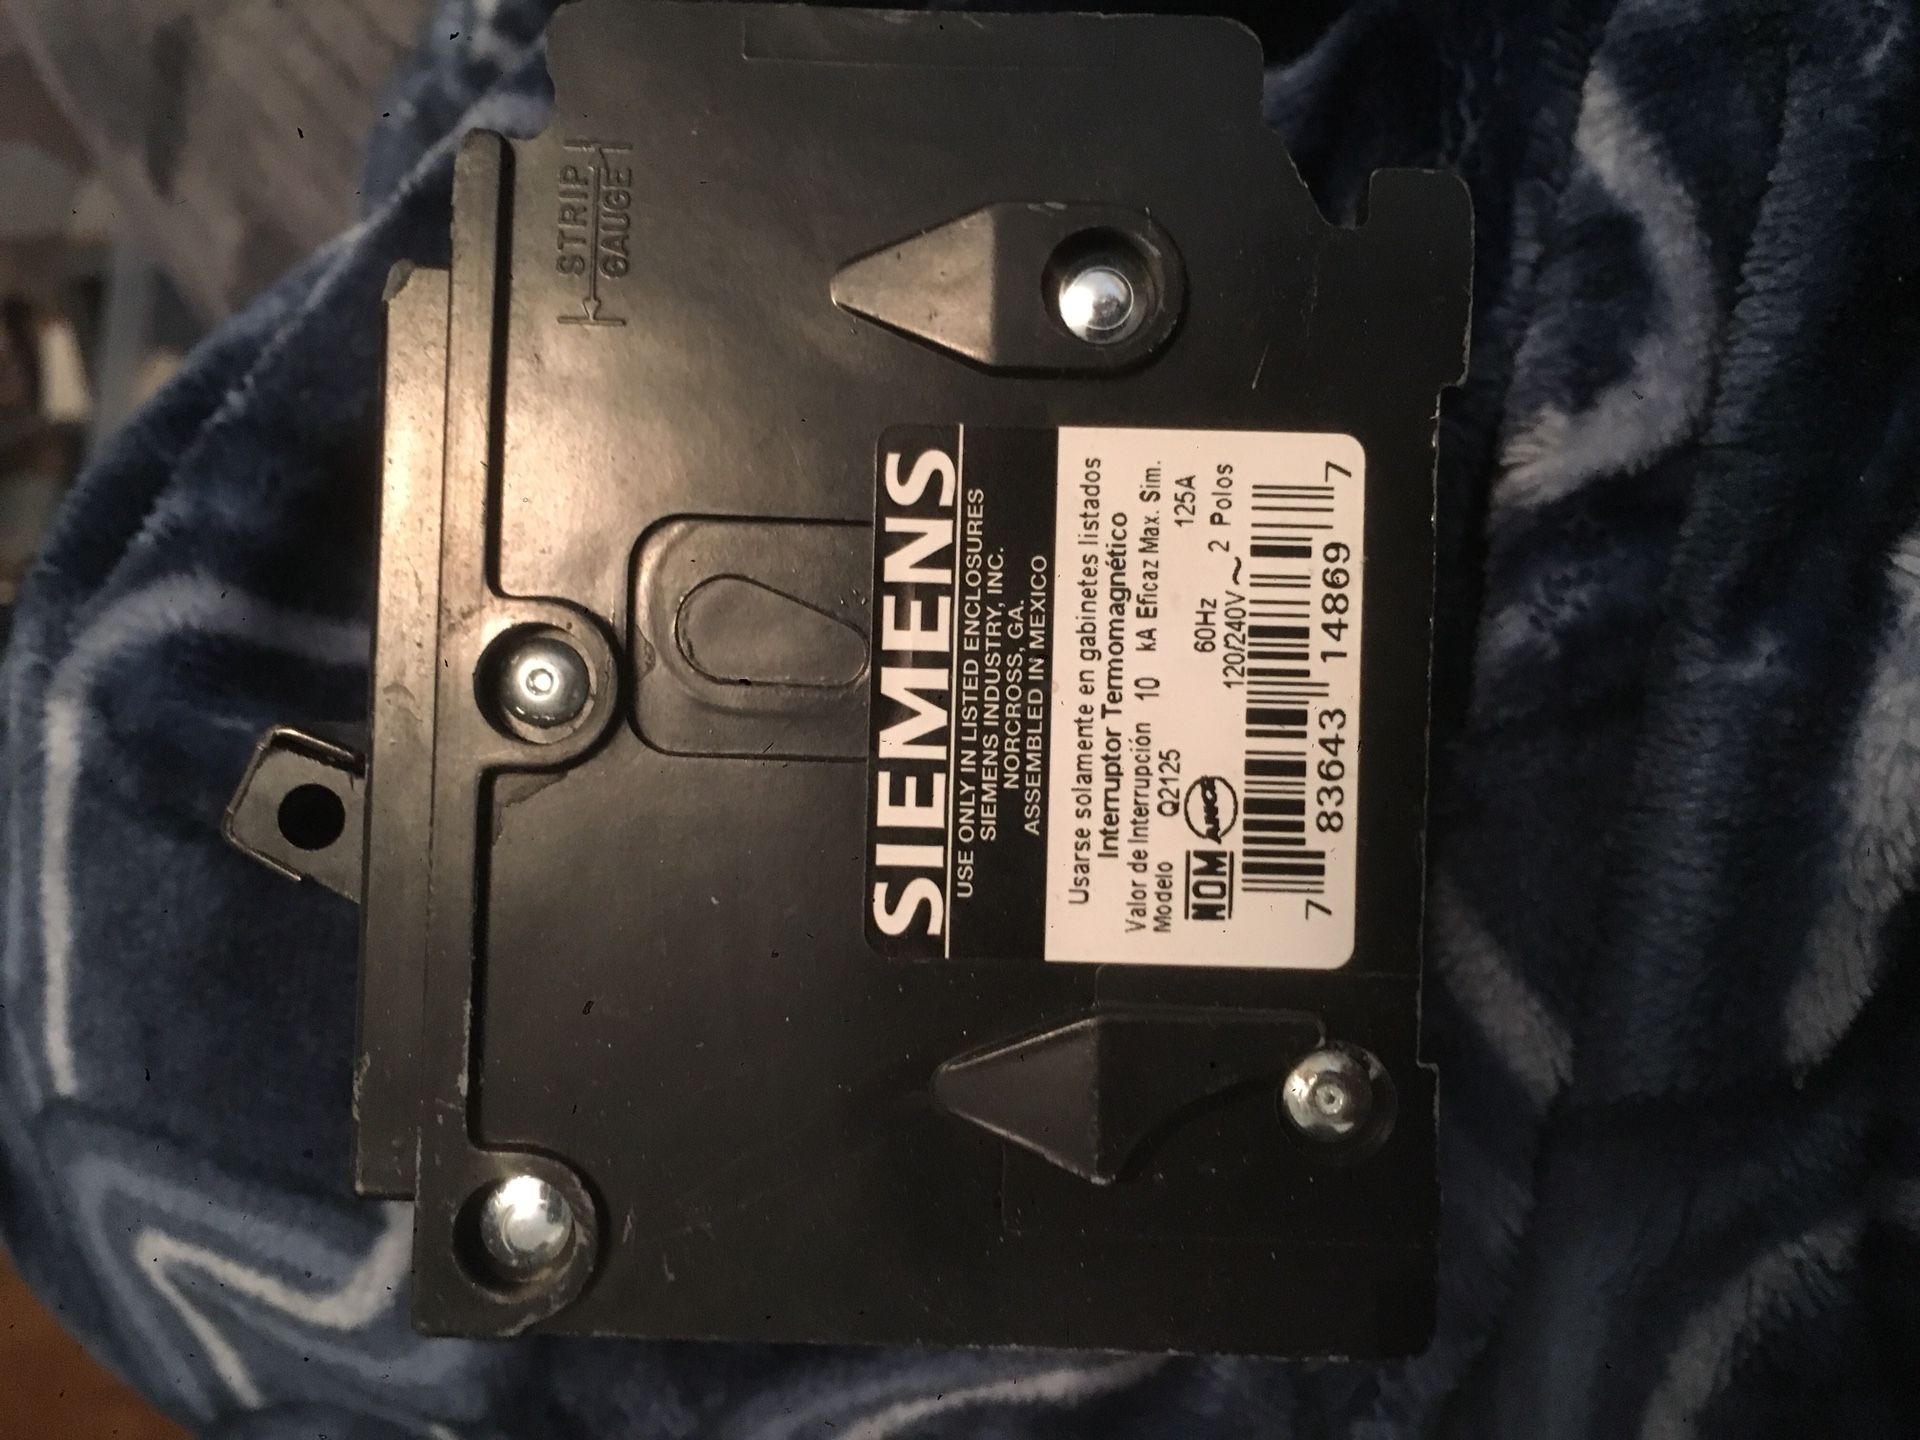 STRIP
GAUGE
SIEMENS
USE ONLY IN LISTED ENCLOSURES
SIEMENS INDUSTRY, INC.
NORCROSS, GA.
ASSEMBLED IN MEXICO
Usarse solamente en gabinetes listados
Interruptor Termomagnético
Valor de Interrupción 10 kA Eficaz Max. Sim.
Modelo Q2125 125A
60Hz
120/240V~ 2 Polos
NOM ANCE
7 83643 14869 7